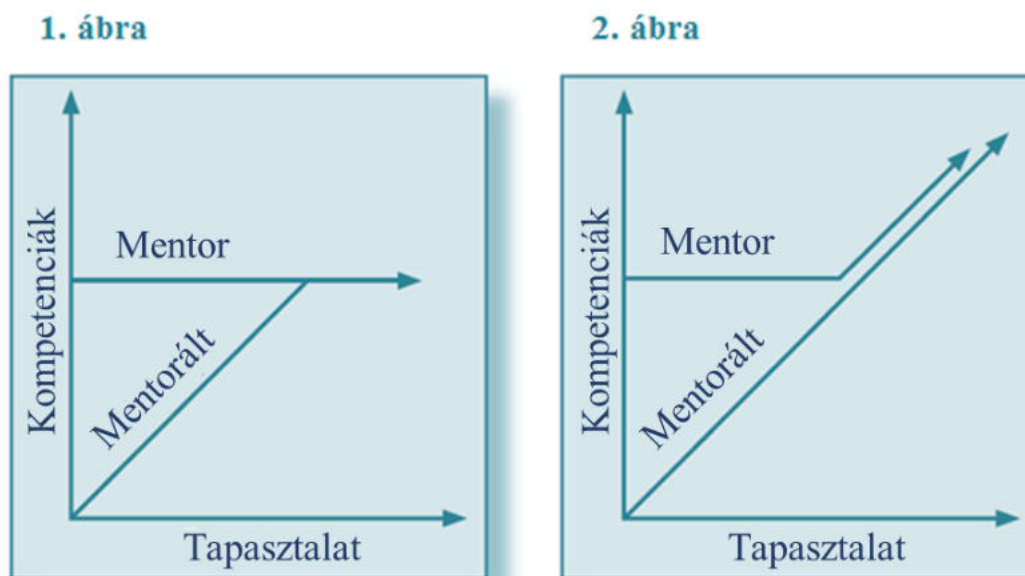 1. ábra
Kompetenciák
Mentor
Mentorált
Tapasztalat
2. ábra
Kompetenciák
Mentor
Mentorált
Tapasztalat